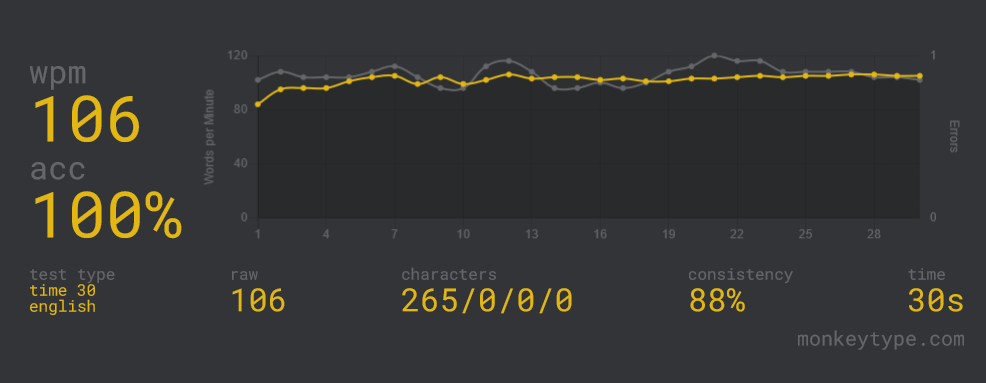 wpm
106
acc
100%
120
80
40
0
Words per Minute
1 4 7 10 13 16 19 22 25 28
1
0
Errors
test type
time 30
english
raw
106
characters
265/0/0/0
consistency
88%
time
30s
monkeytype.com